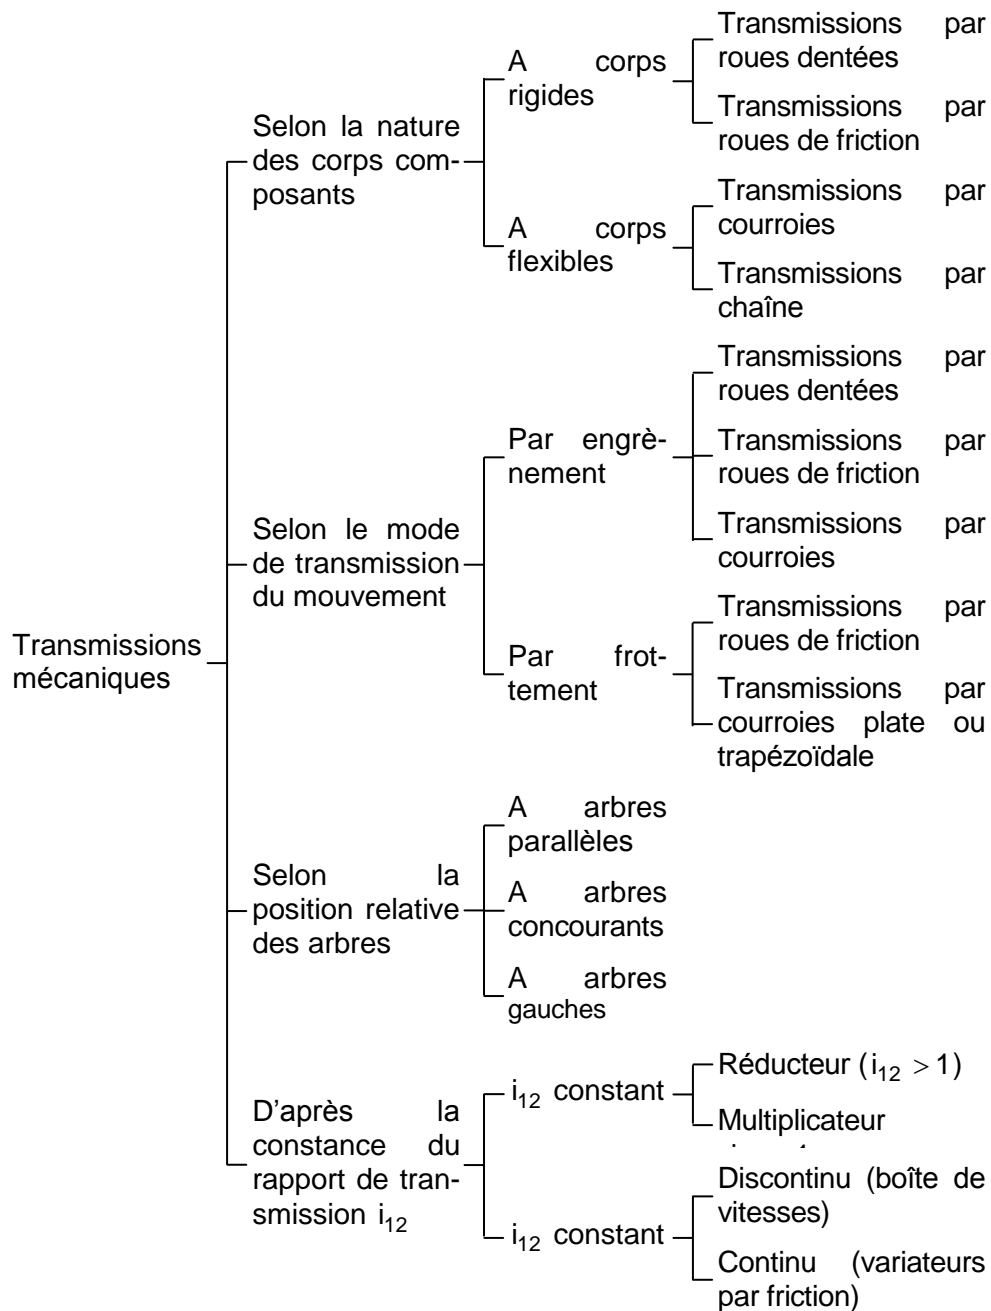 Transmissions
mécaniques
Selon la nature
des corps com-
posants
A corps
rigides
Transmissions par
roues dentées
Transmissions par
roues de friction
A corps
flexibles
Transmissions par
courroies
Transmissions par
chaîne
Selon le mode
de transmission
du mouvement
Par engrè-
nement
Transmissions par
roues dentées
Transmissions par
roues de friction
Transmissions par
courroies
Par frot-
tement
Transmissions par
roues de friction
Transmissions par
courroies plate ou
trapézoïdale
Selon la
position relative
des arbres
A arbres
parallèles
A arbres
concourants
A arbres
gauches
D'après la
constance du
rapport de tran-
smission i₁₂
i₁₂ constant
Réducteur (i₁₂ > 1)
Multiplicateur
i₁₂ constant
Discontinu (boîte de
vitesses)
Continu (variateurs
par friction)